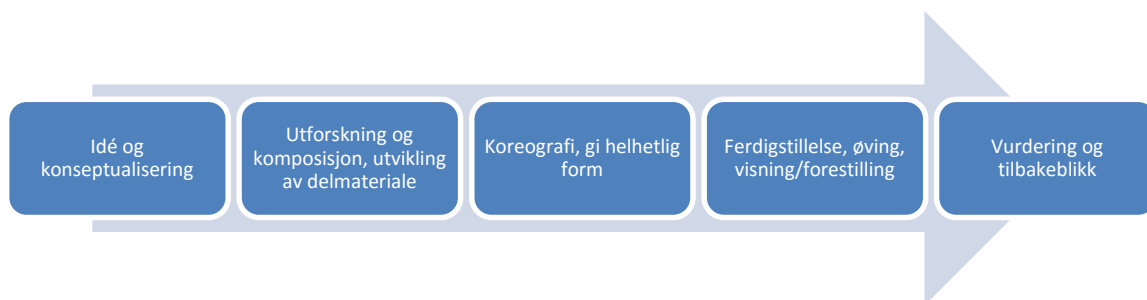 Idé og
konseptualisering
Utforskning og
komposisjon, utvikling
av delmateriale
Koreografi, gi helhetlig
form
Ferdigstillelse, øving,
visning/forestilling
Vurdering og
tilbakeblikk